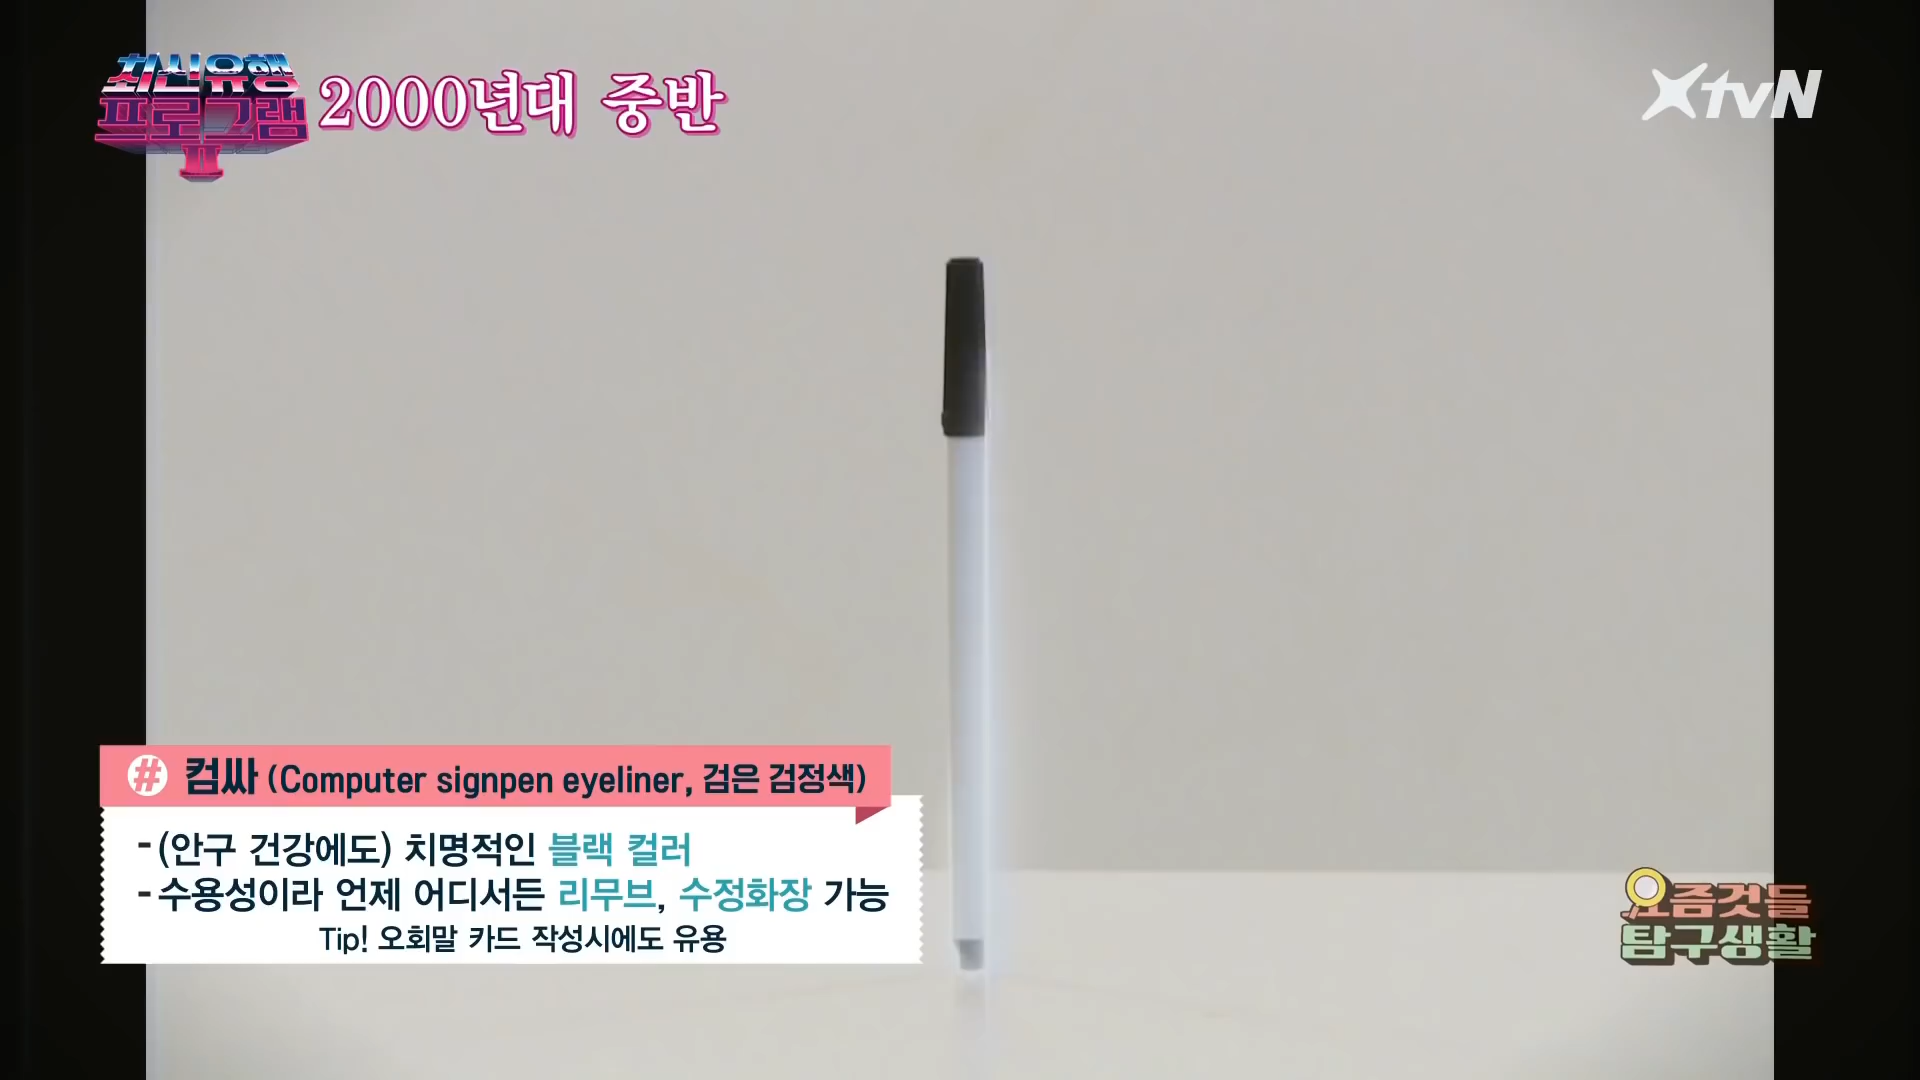 최신유행
프로그램
II
2000년대 중반
XtvN
# 컴싸 (Computer signpen eyeliner, 검은 검정색)
- (안구 건강에도) 치명적인 블랙 컬러
- 수용성이라 언제 어디서든 리무브, 수정화장 가능
Tip! 오회말 카드 작성시에도 유용
요즘것들
탐구생활